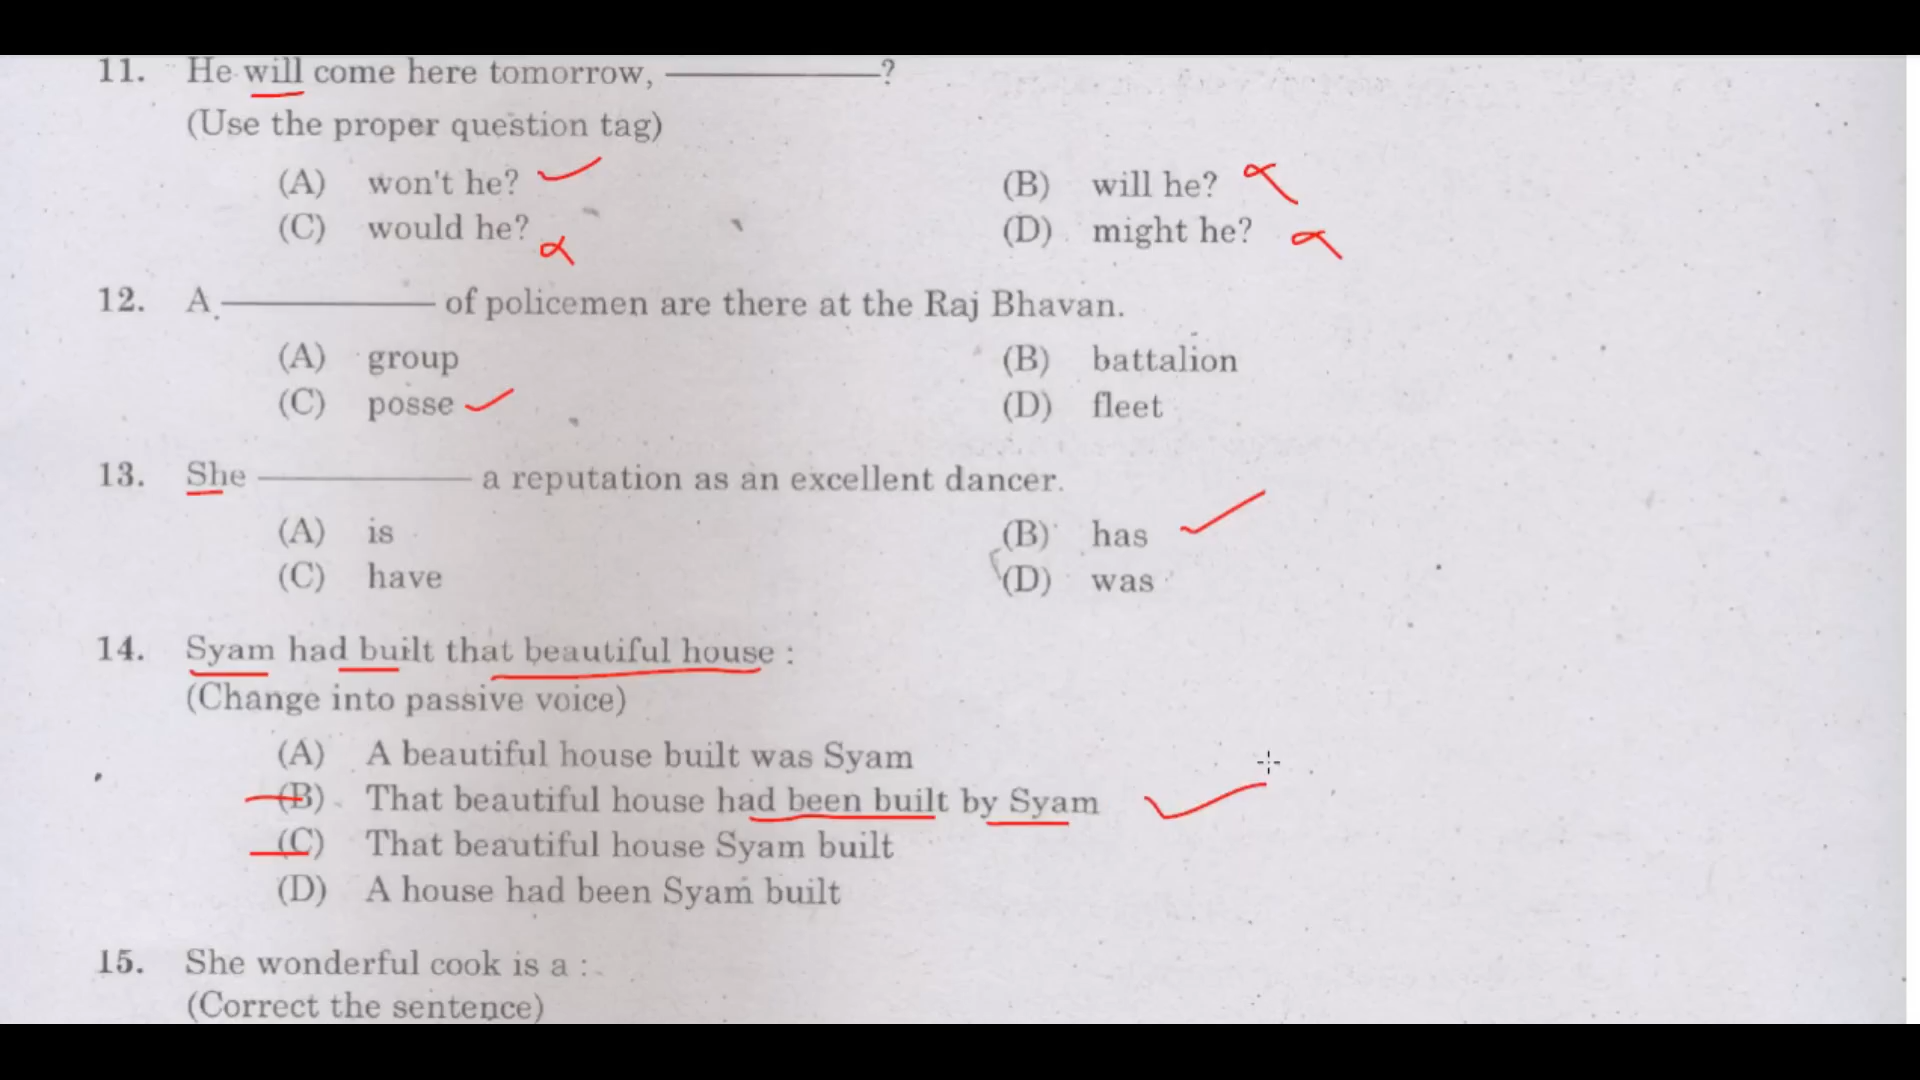 11. He will come here tomorrow, ——————?
(Use the proper question tag)
(A) won't he? (B) will he?
(C) would he? (D) might he?
12. A —————— of policemen are there at the Raj Bhavan.
(A) group (B) battalion
(C) posse (D) fleet
13. She —————— a reputation as an excellent dancer.
(A) is (B) has
(C) have (D) was
14. Syam had built that beautiful house :
(Change into passive voice)
(A) A beautiful house built was Syam
(B) That beautiful house had been built by Syam
(C) That beautiful house Syam built
(D) A house had been Syam built
15. She wonderful cook is a :
(Correct the sentence)